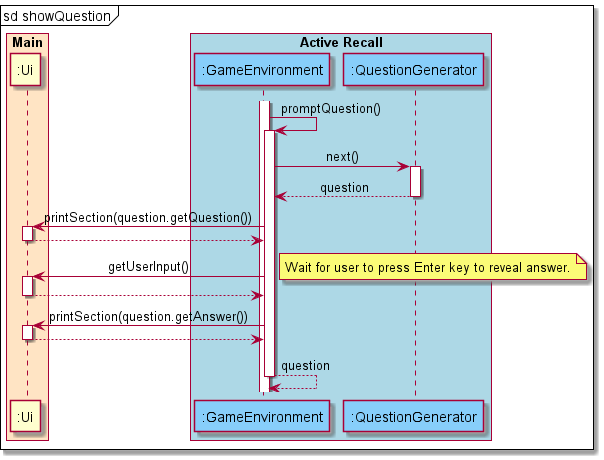 sd showQuestion
Main
Active Recall
:Ui
:GameEnvironment
:QuestionGenerator
promptQuestion()
next()
question
printSection(question.getQuestion())
getUserInput()
Wait for user to press Enter key to reveal answer.
printSection(question.getAnswer())
question
:Ui
:GameEnvironment
:QuestionGenerator